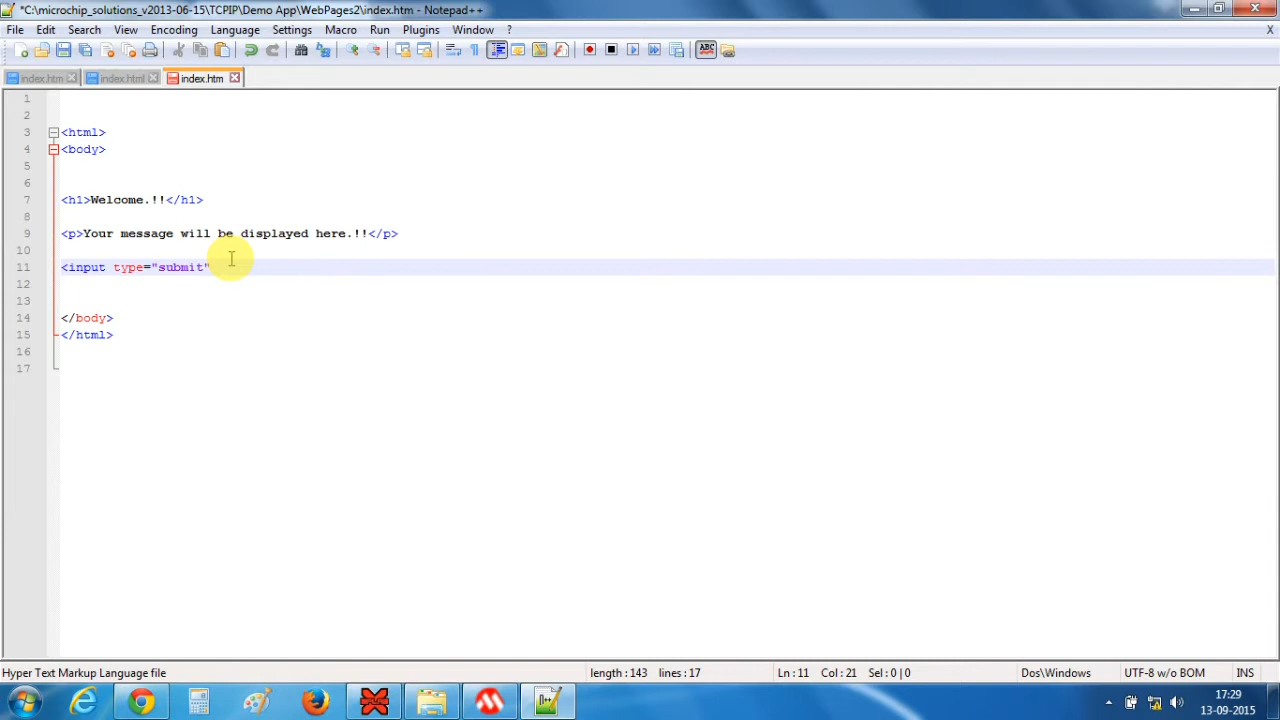 *C:\microchip_solutions_v2013-06-15\TCPIP\Demo App\WebPages2\index.htm - Notepad++
File Edit Search View Encoding Language Settings Macro Run Plugins Window ? X
ABC
index.htm index.html index.htm
1
2
3 <html>
4 <body>
5
6
7 <h1>Welcome.!!</h1>
8
9 <p>Your message will be displayed here.!!</p>
10
11 <input type="submit"
12
13
14 </body>
15 </html>
16
17
Hyper Text Markup Language file length : 143 lines : 17 Ln : 11 Col : 21 Sel : 0 | 0 Dos\Windows UTF-8 w/o BOM INS
17:29
13-09-2015